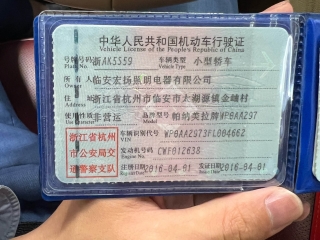 中华人民共和国机动车行驶证
Vehicle License of the People's Republic of China
号牌号码 浙AK5559 车辆类型 小型轿车
Plate No. Vehicle Type
所有人 临安宏扬照明电器有限公司
住址 浙江省杭州市临安市太湖源镇金岫村
使用性质 非营运 品牌型号 帕纳美拉牌WP0AAZ97
浙江省杭州 车辆识别代号 WP0AAZ973FL004662
VIN
市公安局交 发动机号码 CWF012638
Engine No.
通警察支队 注册日期 2016-04-01 发证日期 2016-04-01